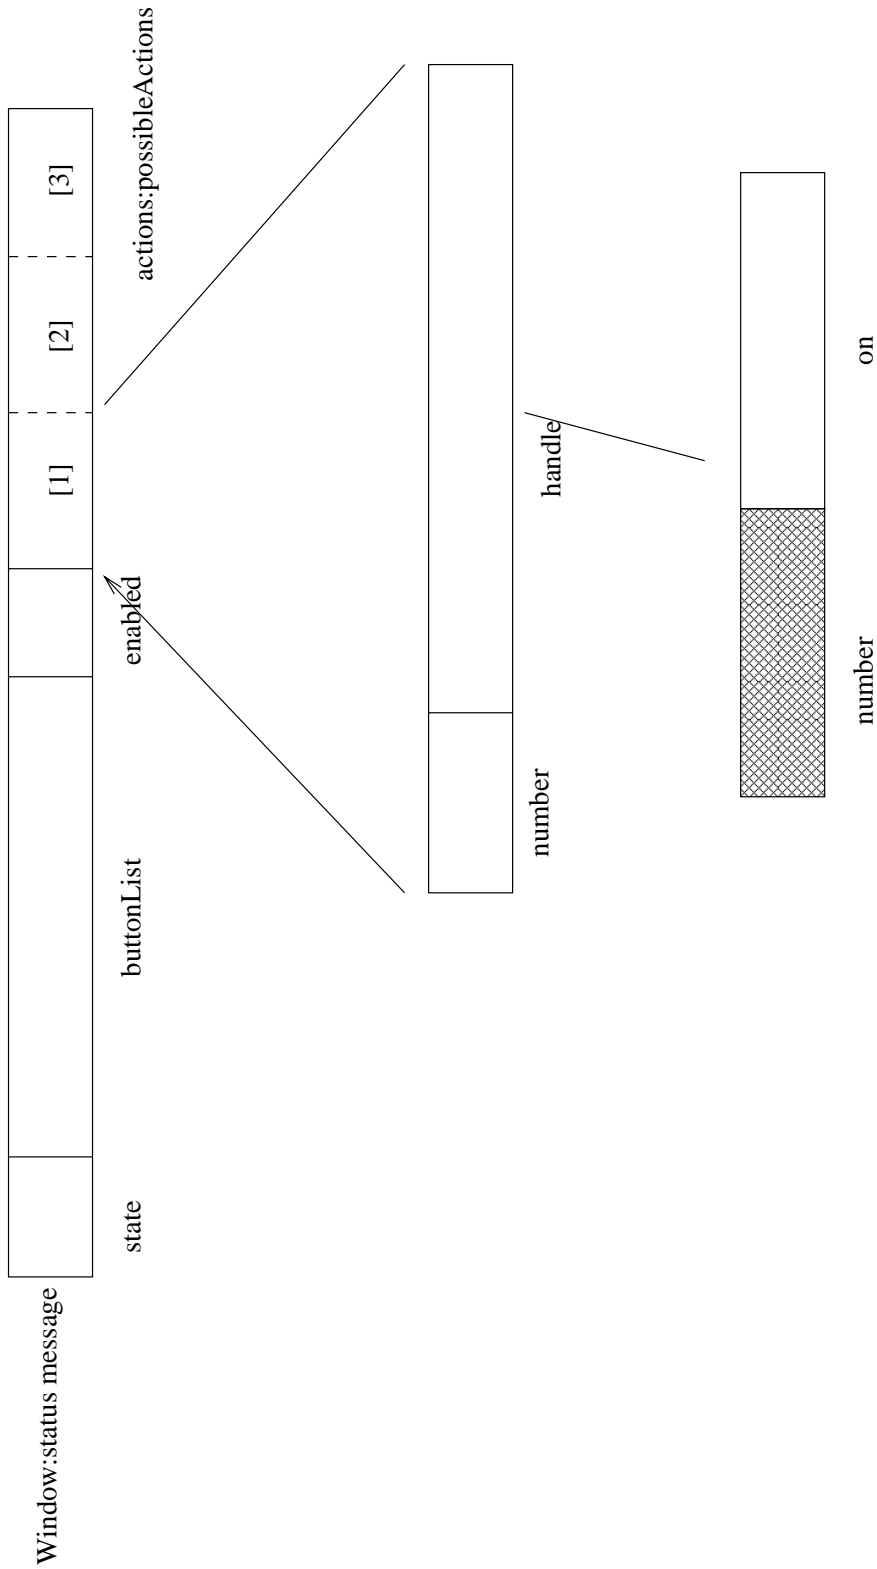 Window:status message
state
buttonList
enabled
[1]
[2]
[3]
actions:possibleActions
number
handle
number
on